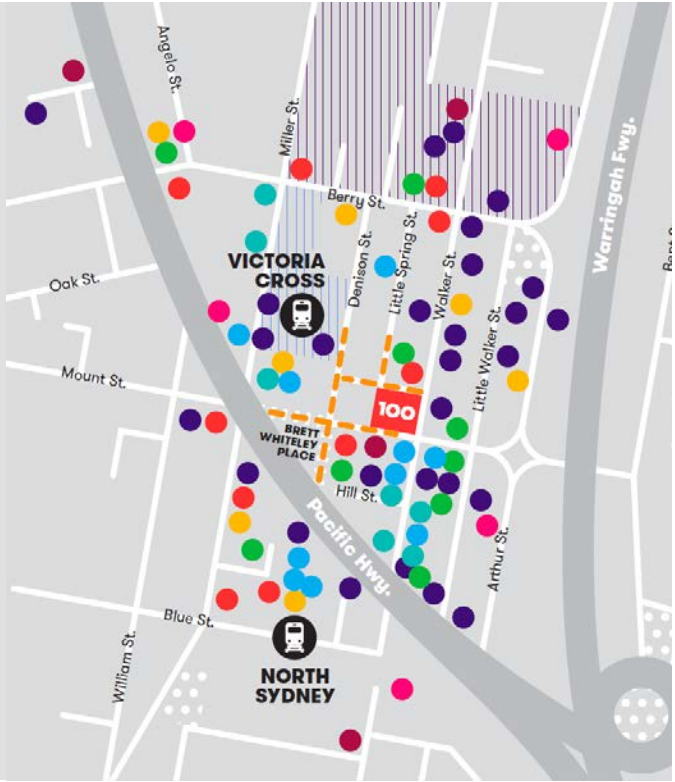 Angelo St.
Miller St.
Warringah Fwy.
Berry St.
Denison St.
Little Spring St.
Walker St.
VICTORIA
CROSS
Oak St.
Little Walker St.
Mount St.
100
BRETT
WHITELEY
PLACE
Hill St.
Pacific Hwy.
Arthur St.
Blue St.
William St.
NORTH
SYDNEY